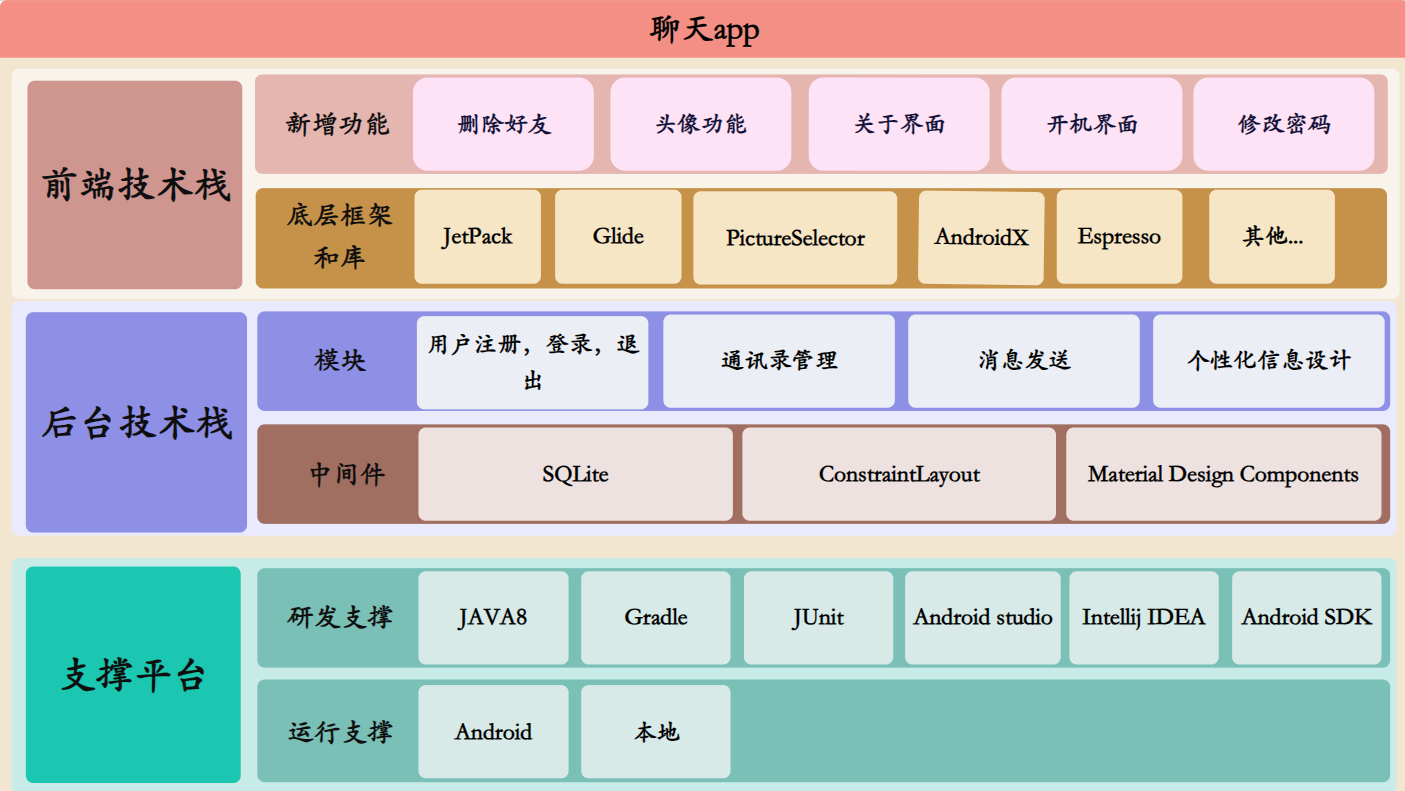 聊天app
前端技术栈
新增功能
删除好友
头像功能
关于界面
开机界面
修改密码
底层框架
和库
JetPack
Glide
PictureSelector
AndroidX
Espresso
其他...
后台技术栈
模块
用户注册，登录，退
出
通讯录管理
消息发送
个性化信息设计
中间件
SQLite
ConstraintLayout
Material Design Components
支撑平台
研发支撑
JAVA8
Gradle
JUnit
Android studio
Intellij IDEA
Android SDK
运行支撑
Android
本地